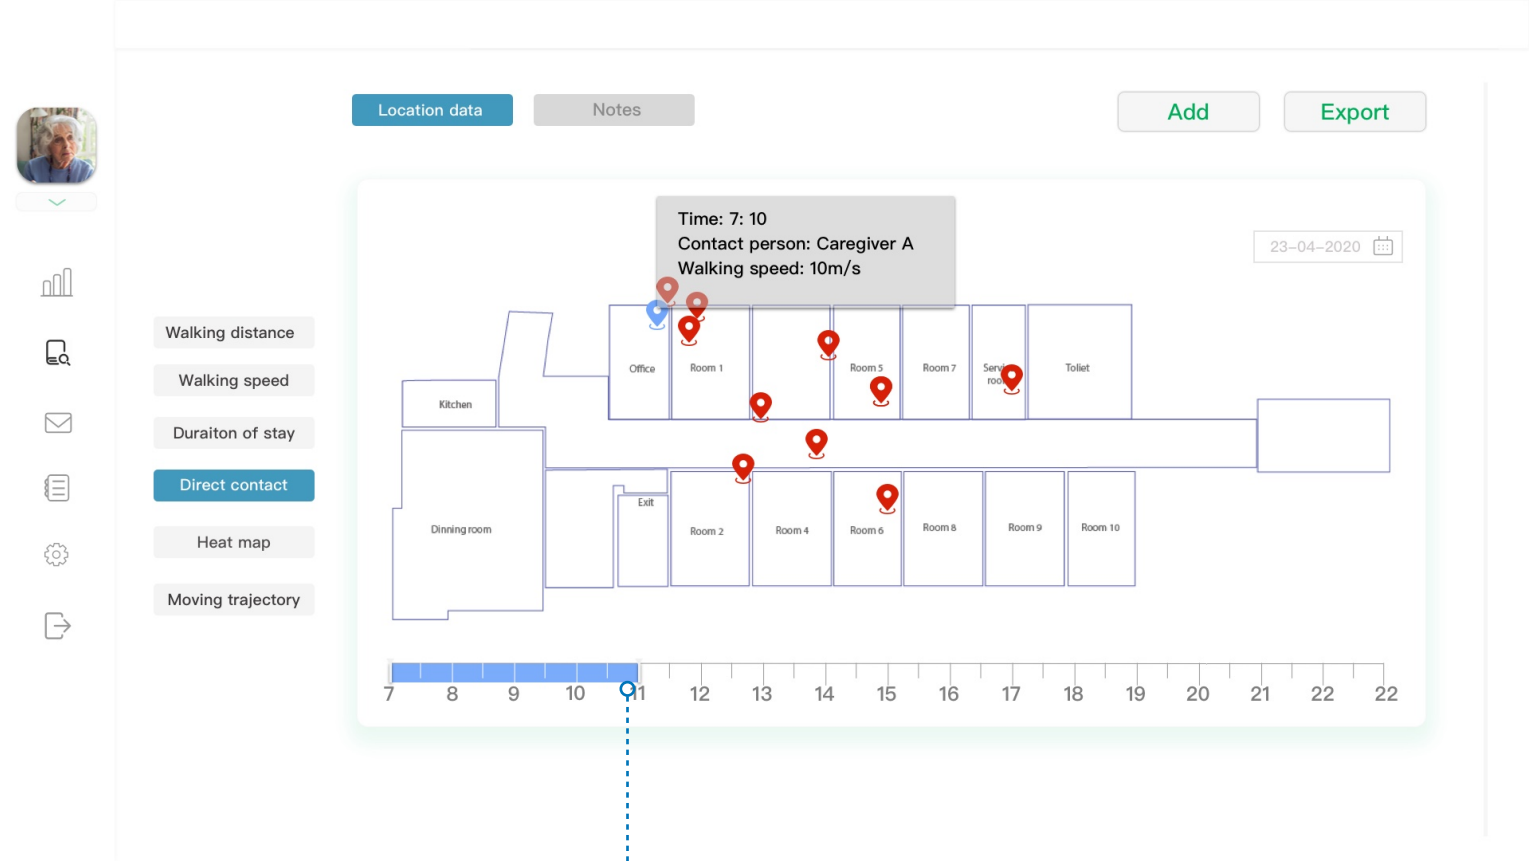 Location data
Notes
Add
Export
Time: 7: 10
Contact person: Caregiver A
Walking speed: 10m/s
23-04-2020
Walking distance
Walking speed
Duraiton of stay
Direct contact
Heat map
Moving trajectory
Office
Room 1
Room 5
Room 7
Toliet
Kitchen
Exit
Dinning room
Room 2
Room 4
Room 6
Room 8
Room 9
Room 10
7 8 9 10 11 12 13 14 15 16 17 18 19 20 21 22 22